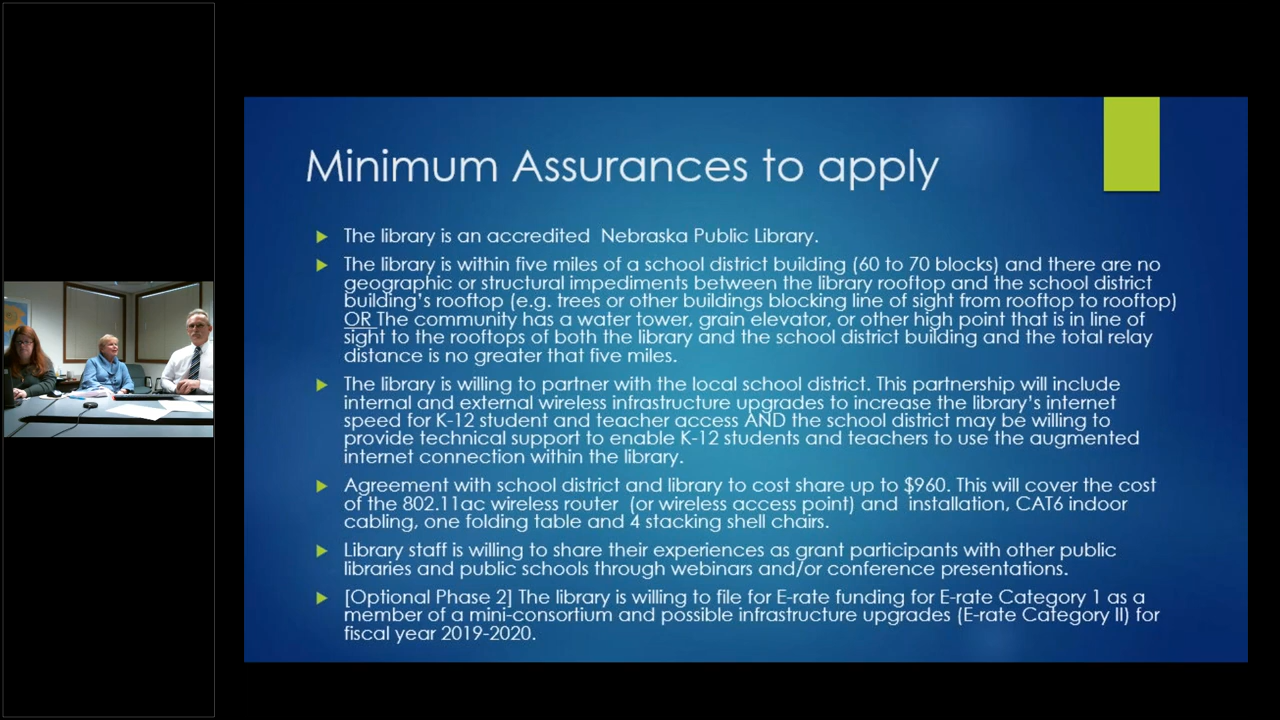 Minimum Assurances to apply
The library is an accredited  Nebraska Public Library.
The library is within five miles of a school district building (60 to 70 blocks) and there are no
geographic or structural impediments between the library rooftop and the school district
building's rooftop (e.g. trees or other buildings blocking line of sight from rooftop to rooftop)
OR The community has a water tower, grain elevator, or other high point that is in line of
sight to the rooftops of both the library and the school district building and the total relay
distance is no greater that five miles.
The library is willing to partner with the local school district. This partnership will include
internal and external wireless infrastructure upgrades to increase the library's internet
speed for K-12 student and teacher access AND the school district may be willing to
provide technical support to enable K-12 students and teachers to use the augmented
internet connection within the library.
Agreement with school district and library to cost share up to $960. This will cover the cost
of the 802.11ac wireless router  (or wireless access point) and  installation, CAT6 indoor
cabling, one folding table and 4 stacking shell chairs.
Library staff is willing to share their experiences as grant participants with other public
libraries and public schools through webinars and/or conference presentations.
[Optional Phase 2] The library is willing to file for E-rate funding for E-rate Category 1 as a
member of a mini-consortium and possible infrastructure upgrades (E-rate Category II) for
fiscal year 2019-2020.